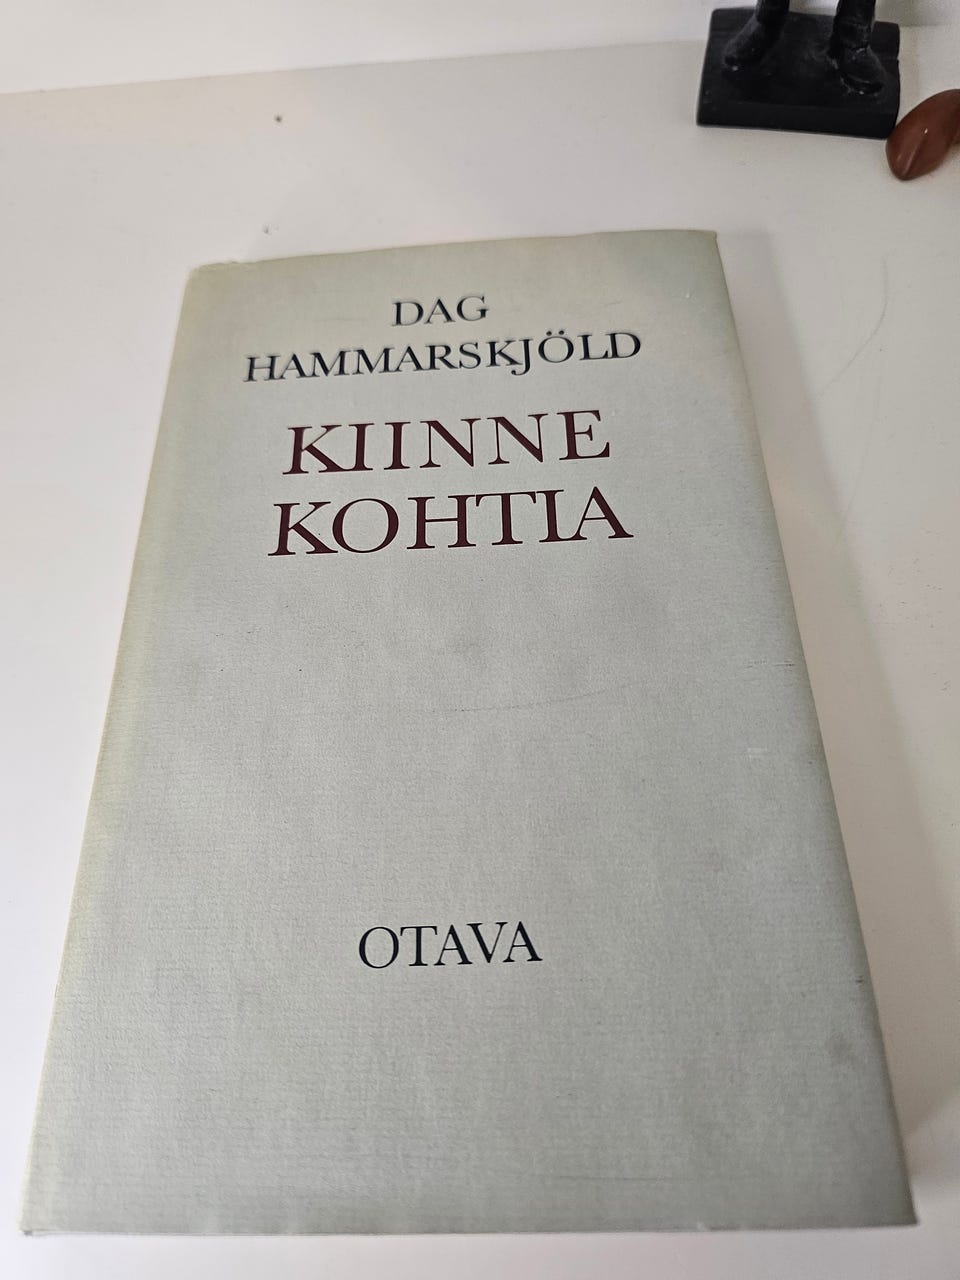 DAG
HAMMARSKJÖLD
KIINNE
KOHTIA
OTAVA